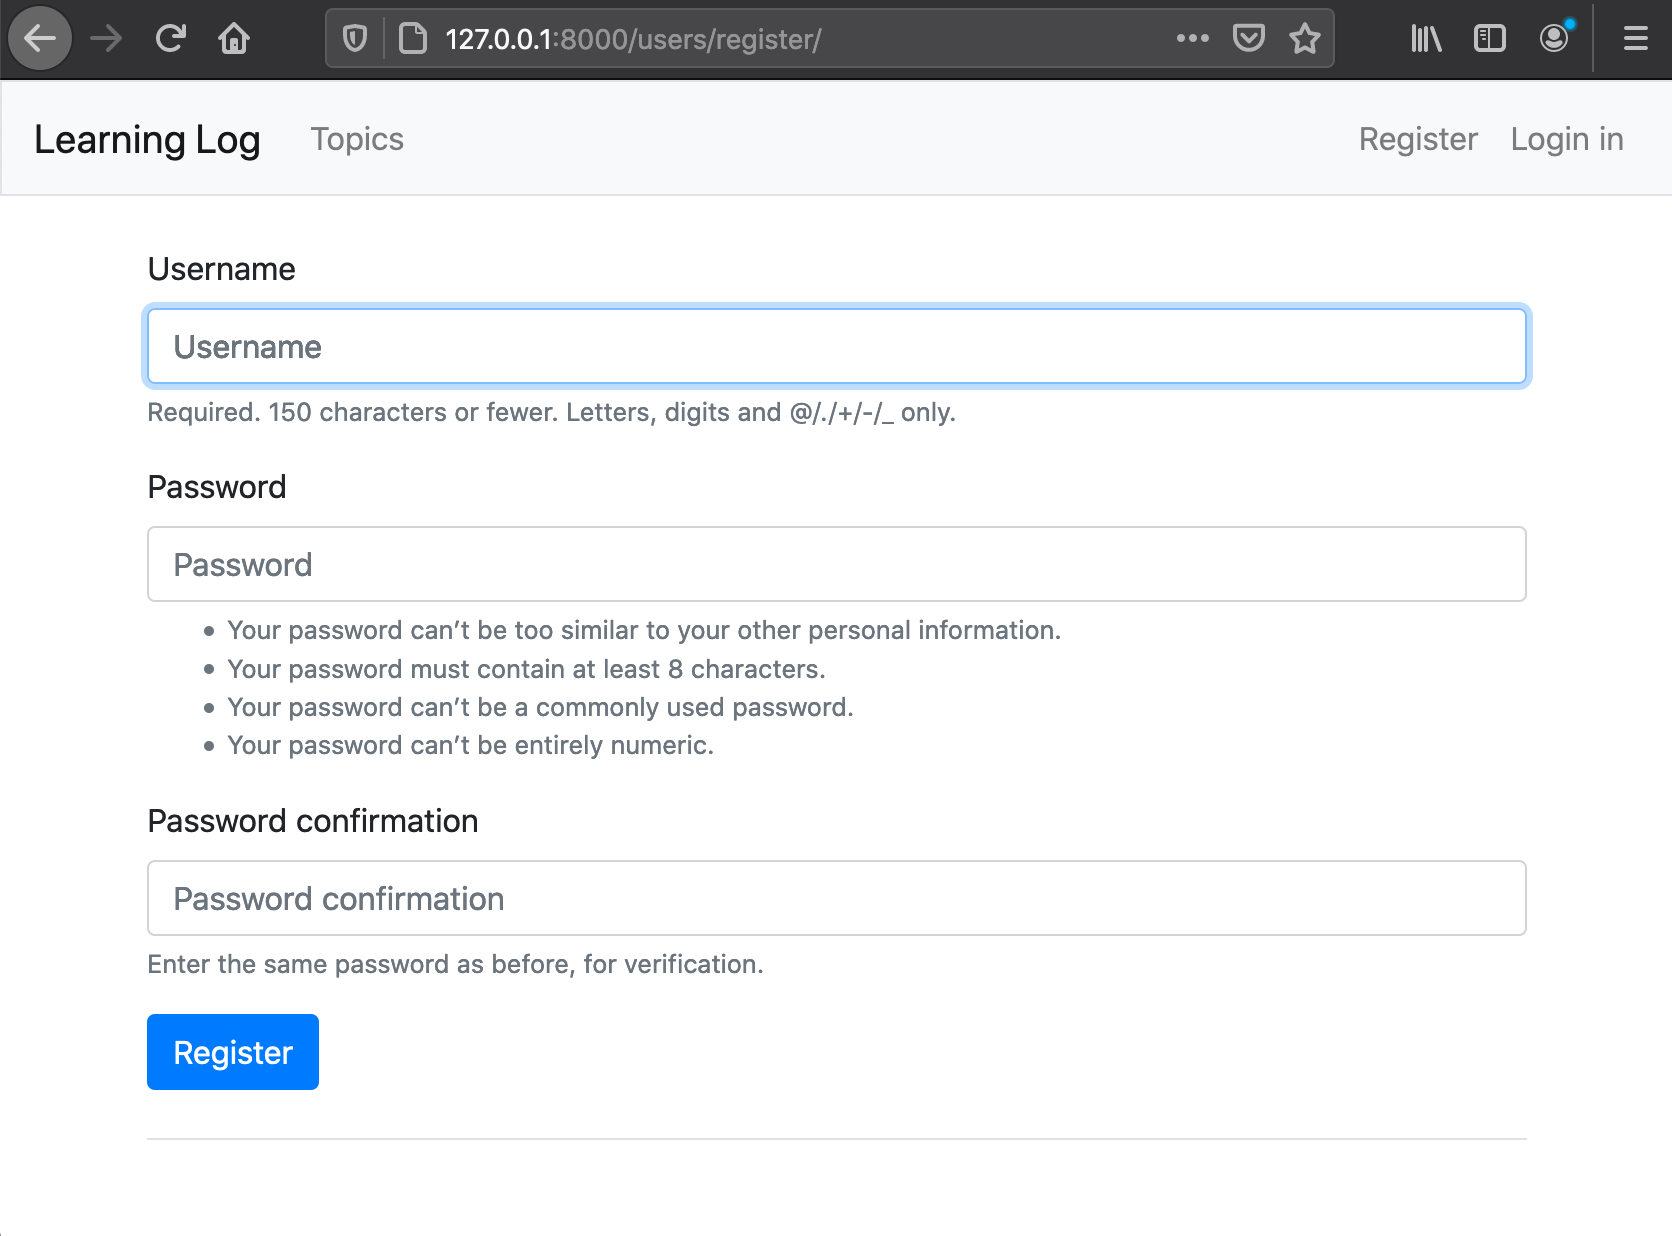 127.0.0.1:8000/users/register/
Learning Log Topics Register Login in
Username
Username
Required. 150 characters or fewer. Letters, digits and @/./+/-/_ only.
Password
Password
• Your password can’t be too similar to your other personal information.
• Your password must contain at least 8 characters.
• Your password can’t be a commonly used password.
• Your password can’t be entirely numeric.
Password confirmation
Password confirmation
Enter the same password as before, for verification.
Register